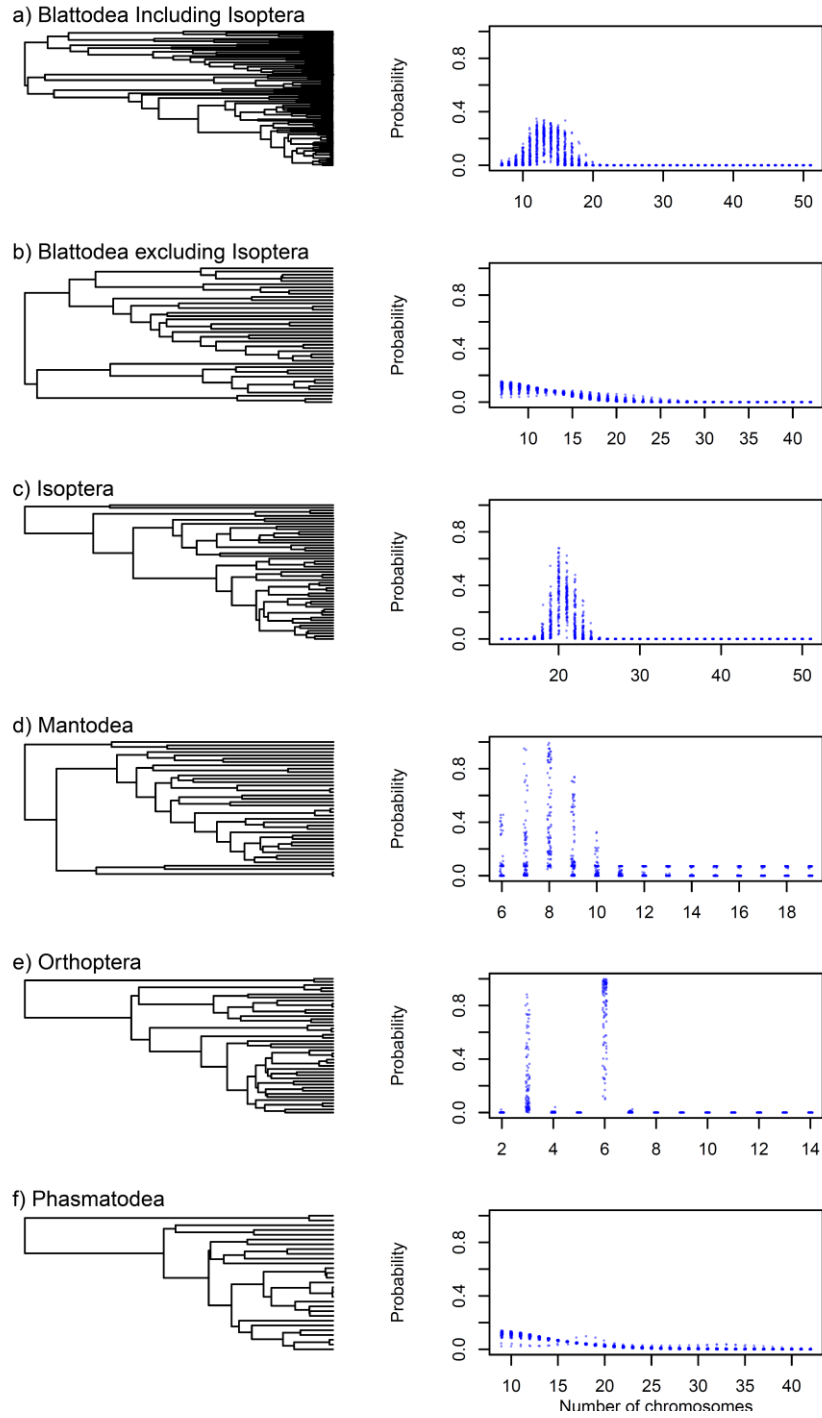 a) Blattodea Including Isoptera
Probability
0.0 0.4 0.8
10 20 30 40 50
b) Blattodea excluding Isoptera
Probability
0.0 0.4 0.8
10 15 20 25 30 35 40
c) Isoptera
Probability
0.0 0.4 0.8
20 30 40 50
d) Mantodea
Probability
0.0 0.4 0.8
6 8 10 12 14 16 18
e) Orthoptera
Probability
0.0 0.4 0.8
2 4 6 8 10 12 14
f) Phasmatodea
Probability
0.0 0.4 0.8
10 15 20 25 30 35 40
Number of chromosomes